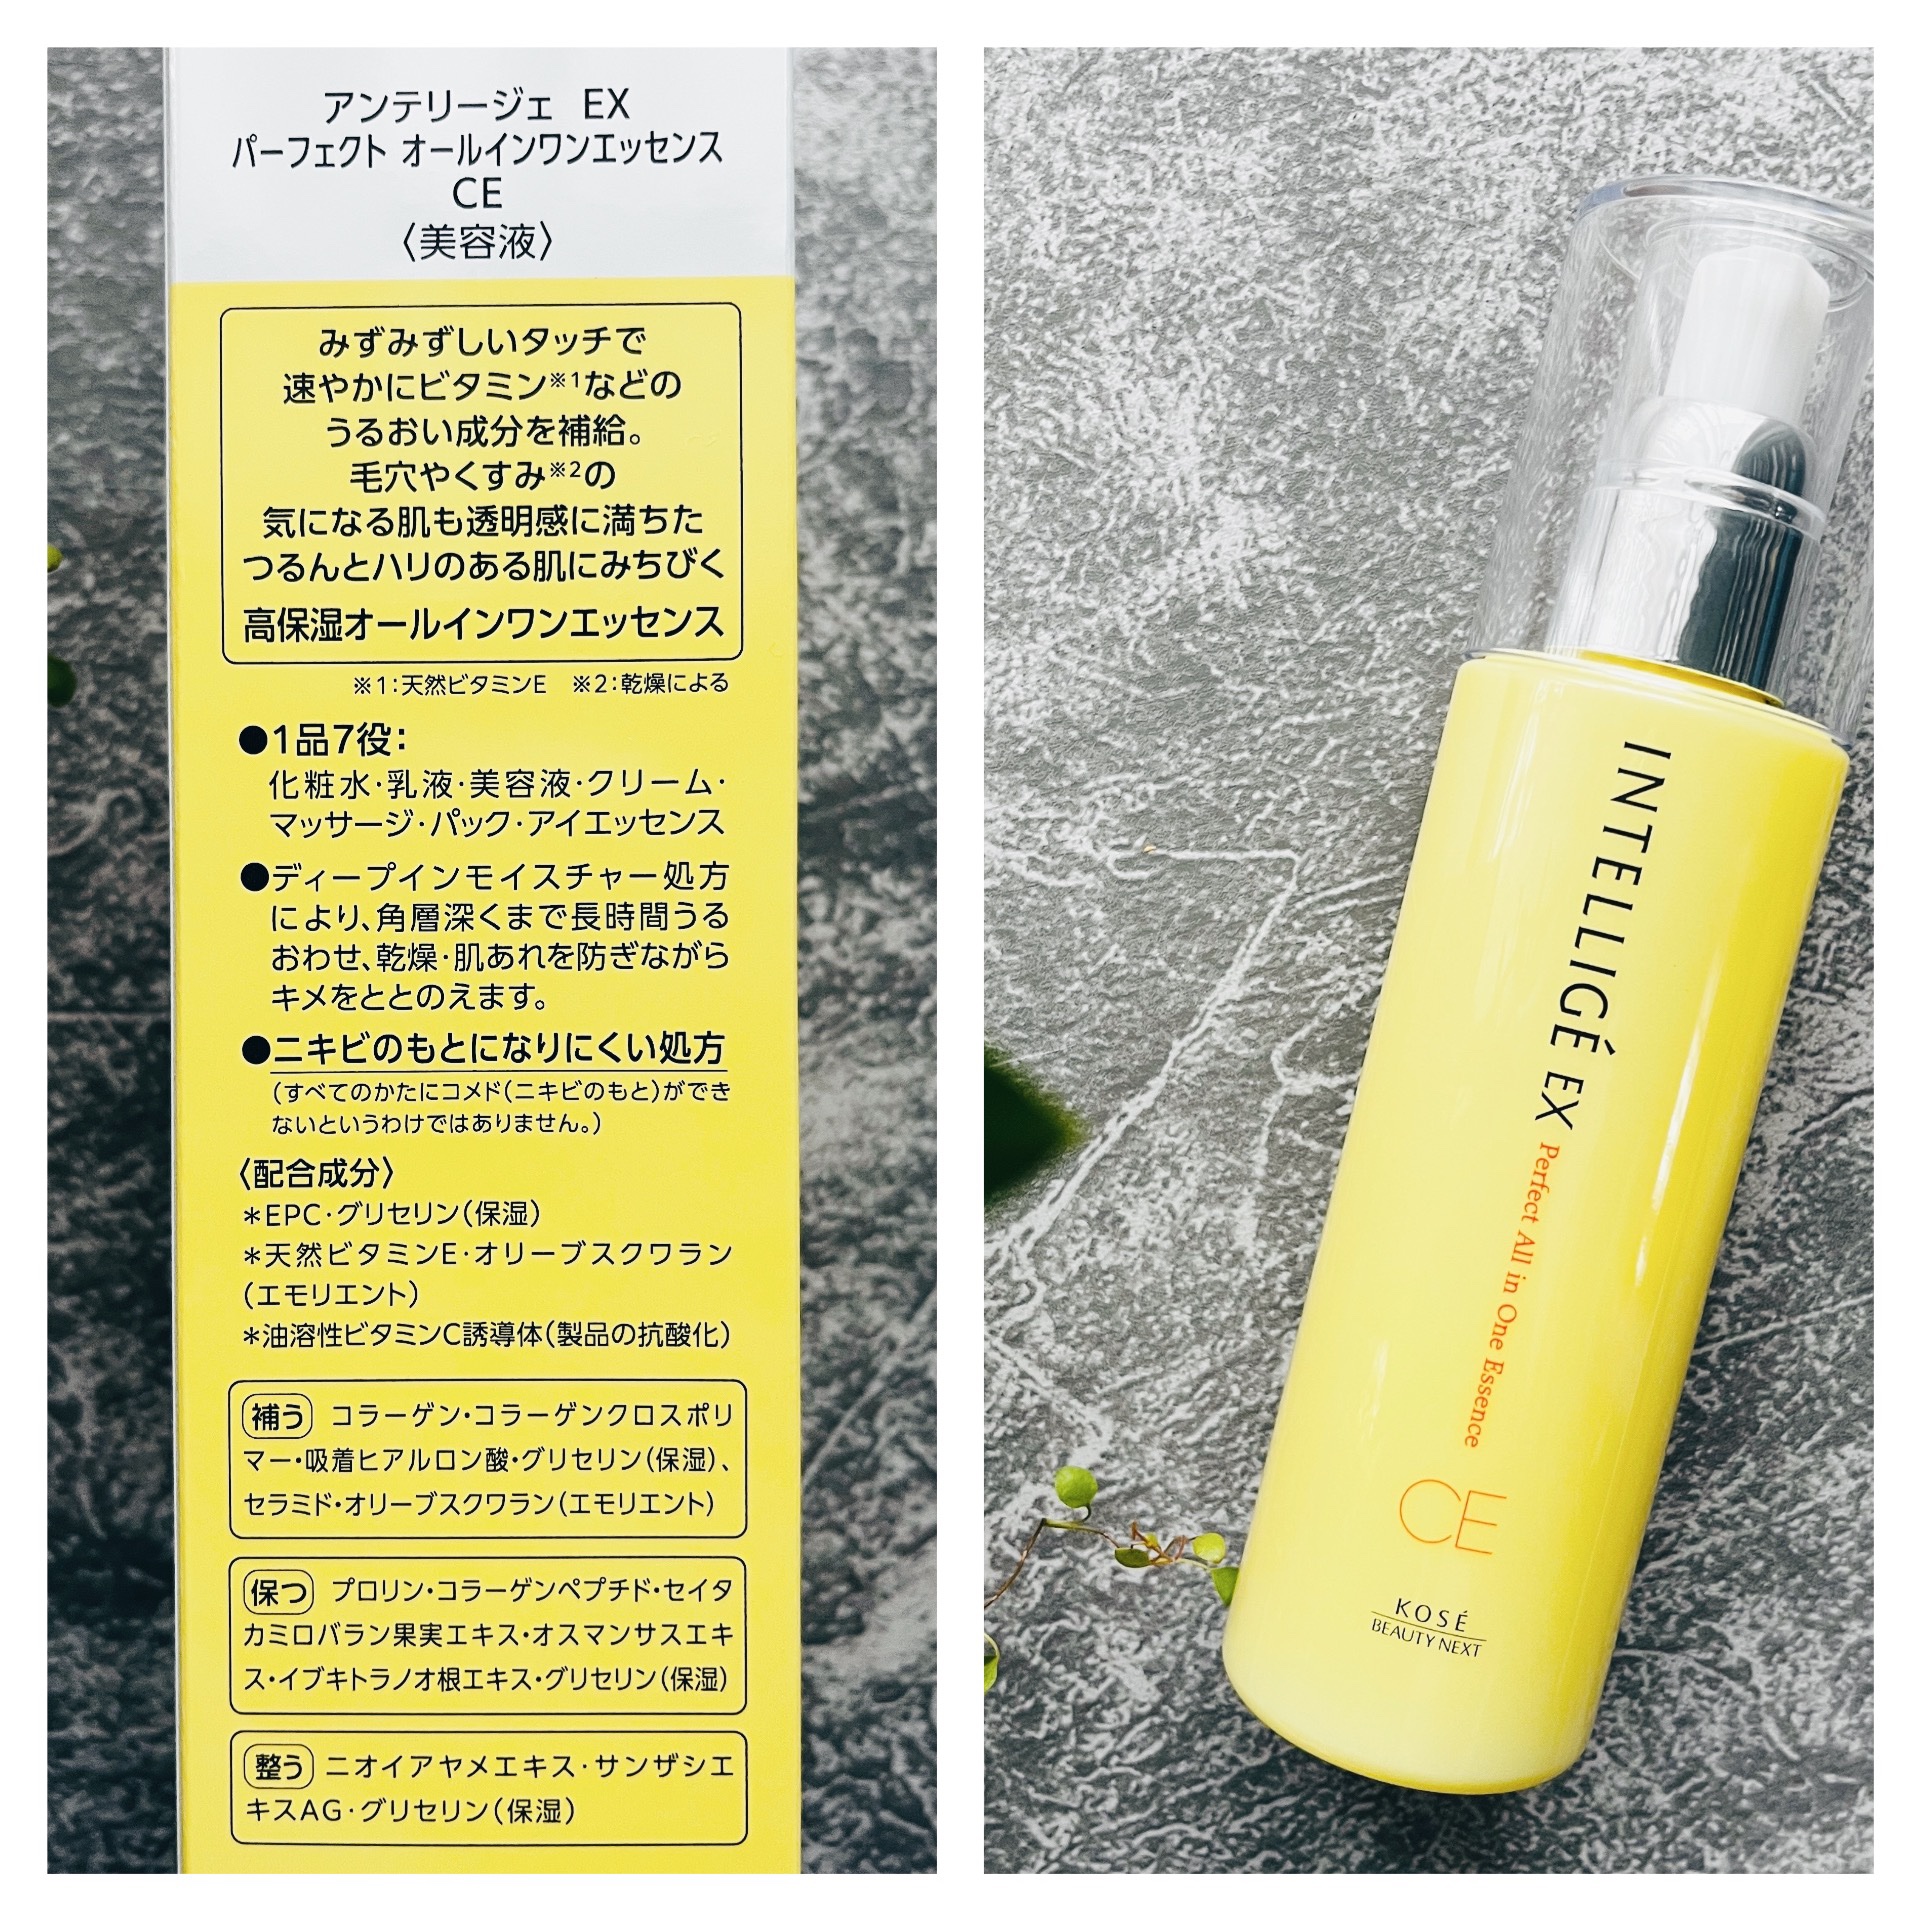 アンテリージェ EX
パーフェクト オールインワンエッセンス
CE
〈美容液〉
みずみずしいタッチで
速やかにビタミン※1などの
うるおい成分を補給。
毛穴やくすみ※2の
気になる肌も透明感に満ちた
つるんとハリのある肌にみちびく
高保湿オールインワンエッセンス
※1:天然ビタミンE ※2:乾燥による
●1品7役:
化粧水・乳液・美容液・クリーム・
マッサージ・パック・アイエッセンス
●ディープインモイスチャー処方
により、角層深くまで長時間うる
おわせ、乾燥・肌あれを防ぎながら
キメをととのえます。
●ニキビのもとになりにくい処方
(すべてのかたにコメド(ニキビのもと)ができ
ないというわけではありません。)
〈配合成分〉
*EPC・グリセリン(保湿)
*天然ビタミンE・オリーブスクワラン
(エモリエント)
*油溶性ビタミンC誘導体(製品の抗酸化)
補う コラーゲン・コラーゲンクロスポリ
マー・吸着ヒアルロン酸・グリセリン(保湿)、
セラミド・オリーブスクワラン(エモリエント)
保つ プロリン・コラーゲンペプチド・セイタ
カミロバラン果実エキス・オスマンサスエキ
ス・イブキトラノオ根エキス・グリセリン(保湿)
整う ニオイアヤメエキス・サンザシエ
キスAG・グリセリン(保湿)
INTELLIGÉ EX
Perfect All in One Essence
CE
KOSÉ
BEAUTY NEXT